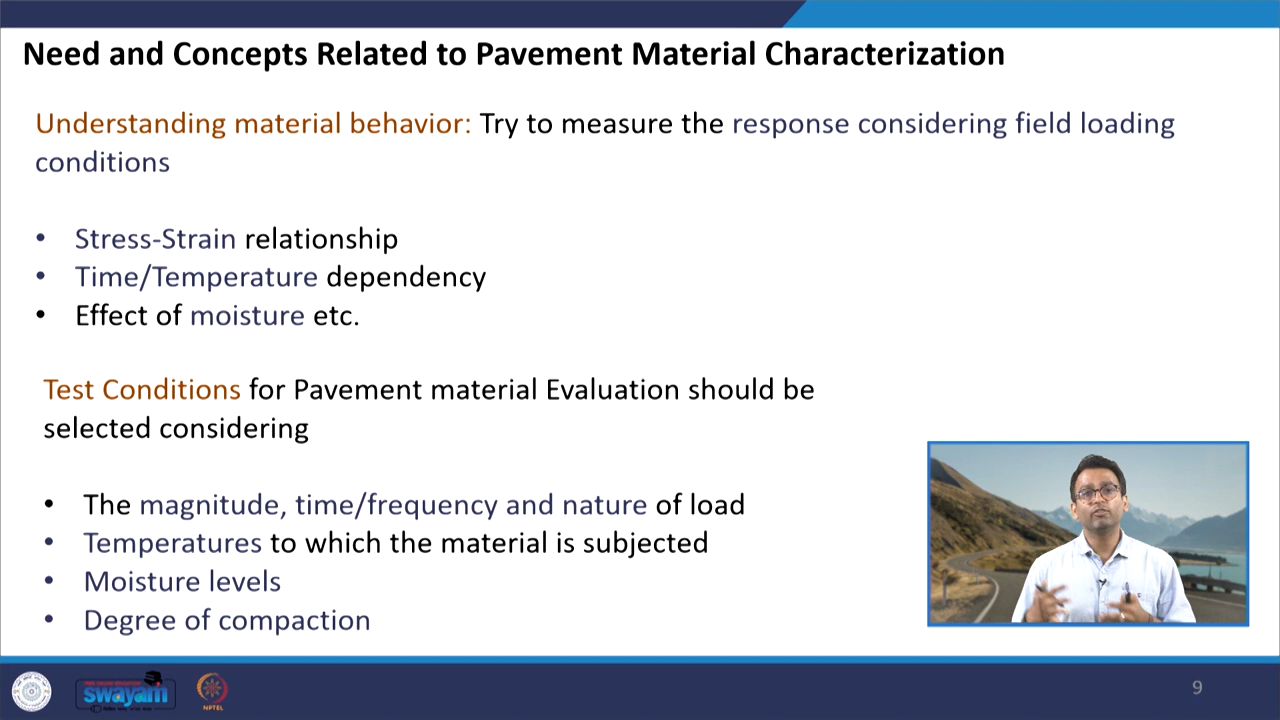 Need and Concepts Related to Pavement Material Characterization
Understanding material behavior: Try to measure the response considering field loading
conditions
• Stress-Strain relationship
• Time/Temperature dependency
• Effect of moisture etc.
Test Conditions for Pavement material Evaluation should be
selected considering
• The magnitude, time/frequency and nature of load
• Temperatures to which the material is subjected
• Moisture levels
• Degree of compaction
swayam
NPTEL
9